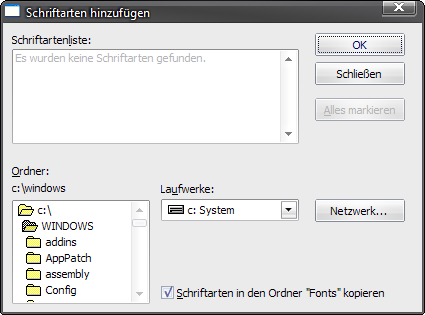 Schriftarten hinzufügen
Schriftartenliste:
Es wurden keine Schriftarten gefunden.
OK
Schließen
Alles markieren
Ordner:
c:\windows
c:\
WINDOWS
addins
AppPatch
assembly
Config
Laufwerke:
c: System
Netzwerk...
Schriftarten in den Ordner "Fonts" kopieren